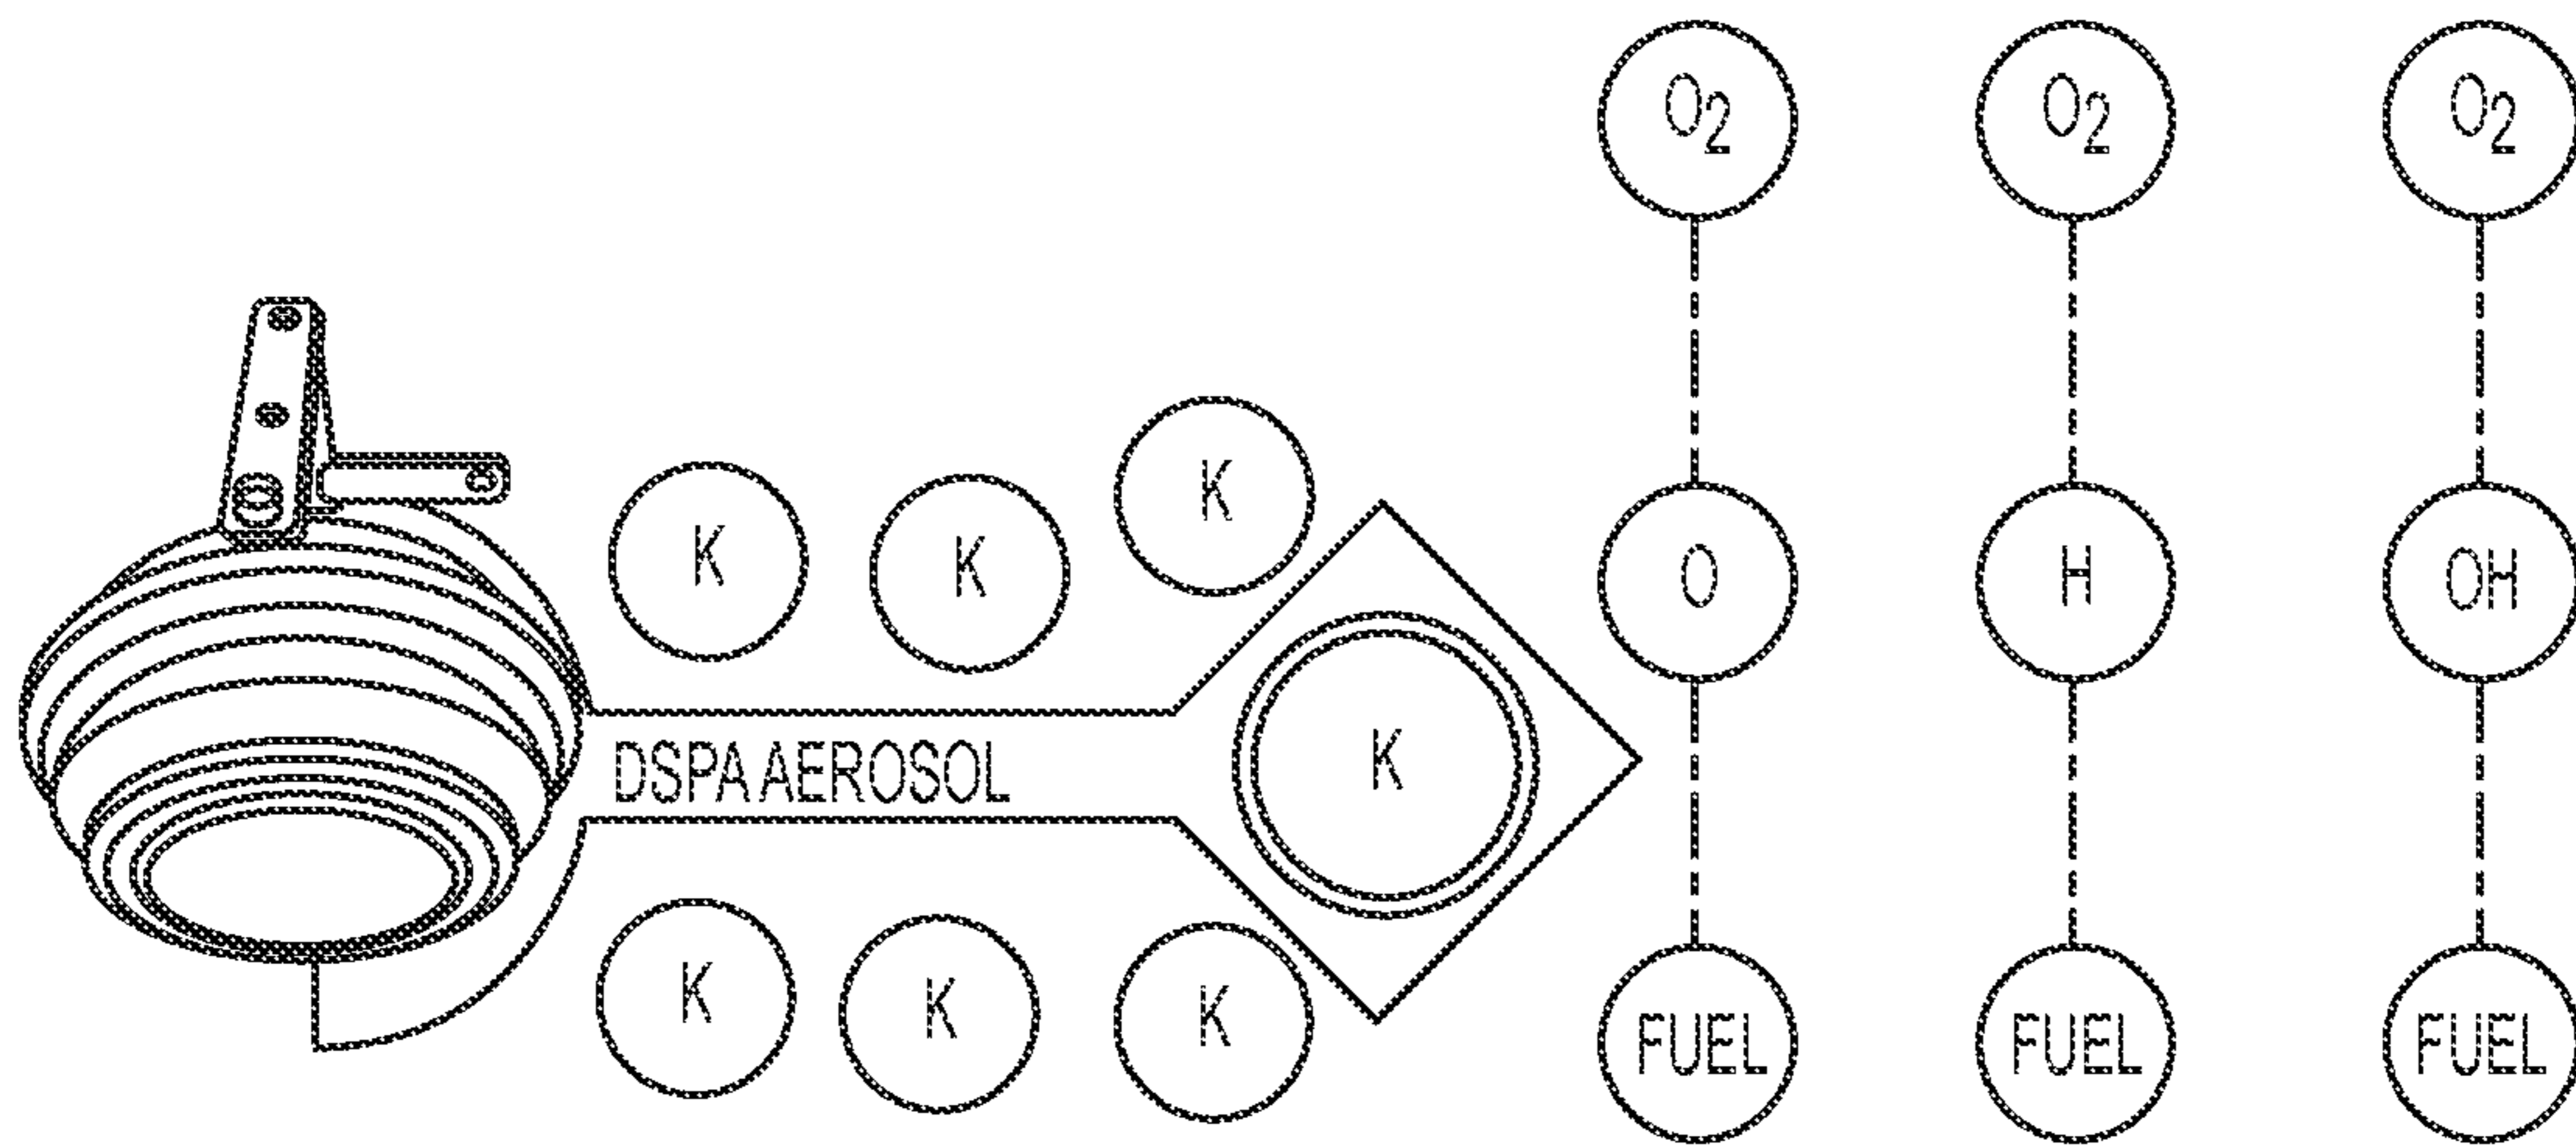 O2 O2 O2
K K K
O H OH
DSPA AEROSOL K
K K K
FUEL FUEL FUEL